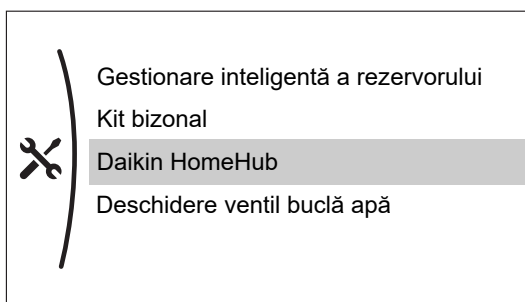 Gestionare inteligentă a rezervorului
Kit bizonal
Daikin HomeHub
Deschidere ventil buclă apă